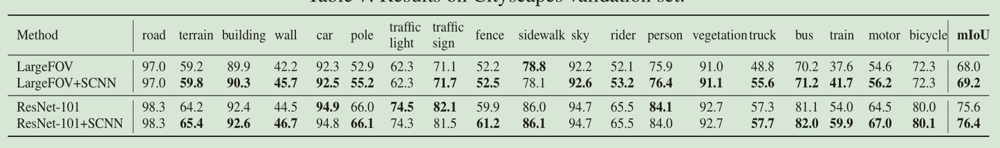 Table 7. Results on Cityscapes validation set.
Method road terrain building wall car pole traffic light traffic sign fence sidewalk sky rider person vegetation truck bus train motor bicycle mIoU
LargeFOV 97.0 59.2 89.9 42.2 92.3 52.9 62.3 71.1 52.2 78.8 92.2 52.1 75.9 91.0 48.8 70.2 37.6 54.6 72.3 68.0
LargeFOV+SCNN 97.0 59.8 90.3 45.7 92.5 55.2 62.3 71.7 52.5 78.1 92.6 53.2 76.4 91.1 55.6 71.2 41.7 56.2 72.3 69.2
ResNet-101 98.3 64.2 92.4 44.5 94.9 66.0 74.5 82.1 59.9 86.0 94.7 65.5 84.1 92.7 57.3 81.1 54.0 64.5 80.0 75.6
ResNet-101+SCNN 98.3 65.4 92.6 46.7 94.8 66.1 74.3 81.5 61.2 86.1 94.7 65.5 84.0 92.7 57.7 82.0 59.9 67.0 80.1 76.4